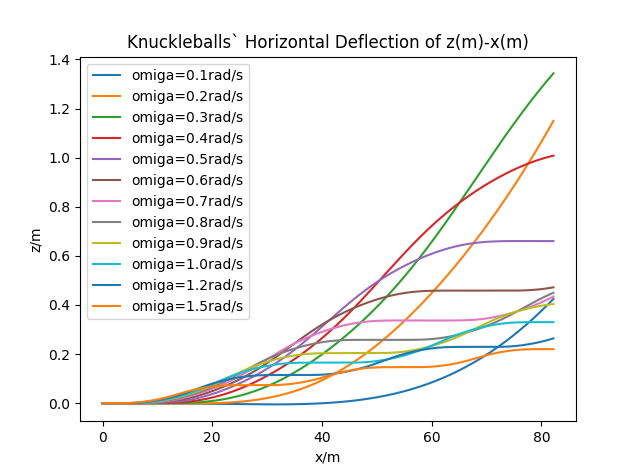 Knuckleballs` Horizontal Deflection of z(m)-x(m)
1.4
1.2
1.0
0.8
0.6
0.4
0.2
0.0
z/m
omiga=0.1rad/s
omiga=0.2rad/s
omiga=0.3rad/s
omiga=0.4rad/s
omiga=0.5rad/s
omiga=0.6rad/s
omiga=0.7rad/s
omiga=0.8rad/s
omiga=0.9rad/s
omiga=1.0rad/s
omiga=1.2rad/s
omiga=1.5rad/s
0
20
40
60
80
x/m